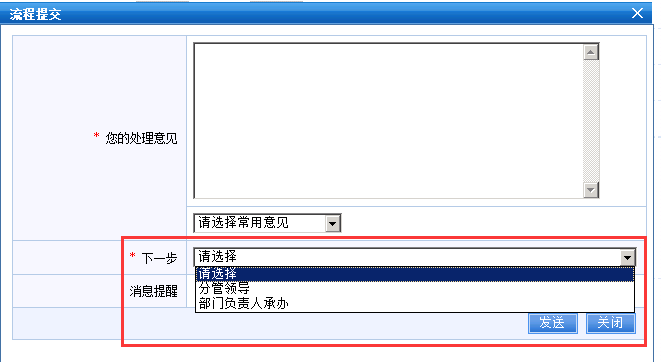 流程提交
* 您的处理意见
请选择常用意见
* 下一步
请选择
请选择
分管领导
消息提醒
部门负责人承办
发送 关闭